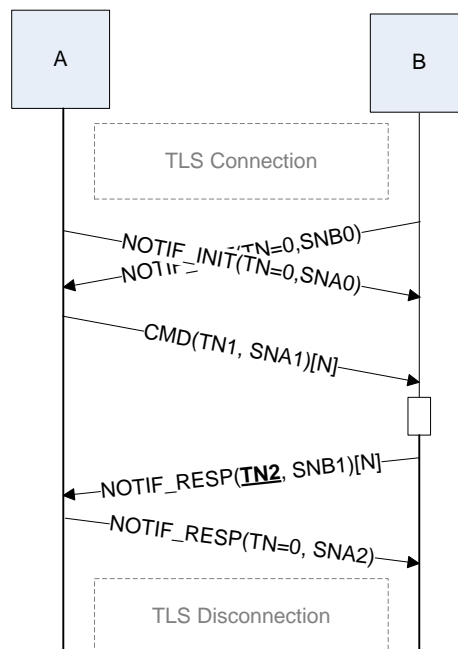 A
B
TLS Connection
NOTIF_INIT(TN=0,SNA0)
(TN=0,SNB0)
CMD(TN1, SNA1)[N]
NOTIF_RESP(TN2, SNB1)[N]
NOTIF_RESP(TN=0, SNA2)
TLS Disconnection